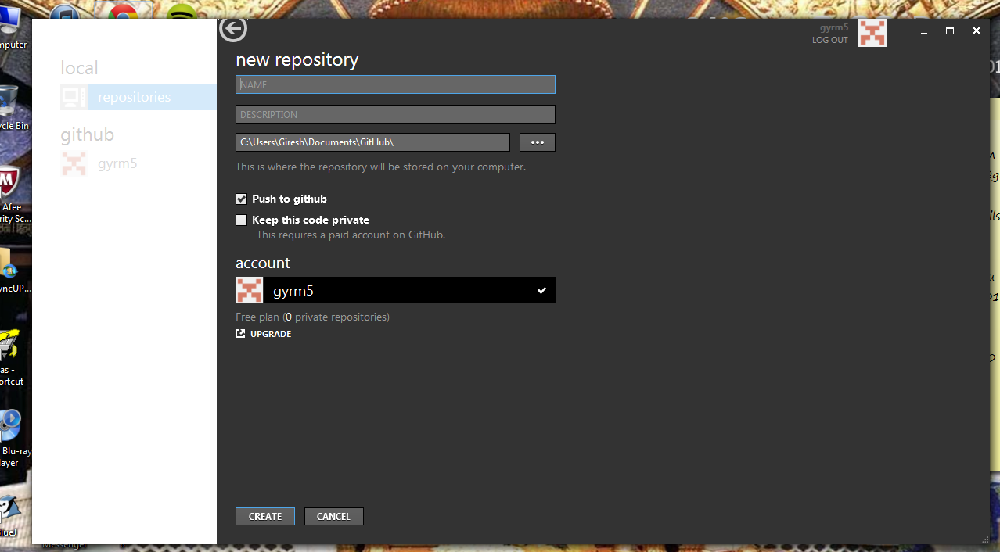 mputer
ycle Bin
cAfee
rity Sc...
yncUP...
as -
ortcut
Blu-ray
layer
BlueJ
Messenger
local
repositories
github
gyrm5
gyrm5
LOG OUT
new repository
NAME
DESCRIPTION
C:\Users\Giresh\Documents\GitHub\
•••
This is where the repository will be stored on your computer.
Push to github
Keep this code private
This requires a paid account on GitHub.
account
gyrm5
Free plan (0 private repositories)
UPGRADE
CREATE
CANCEL